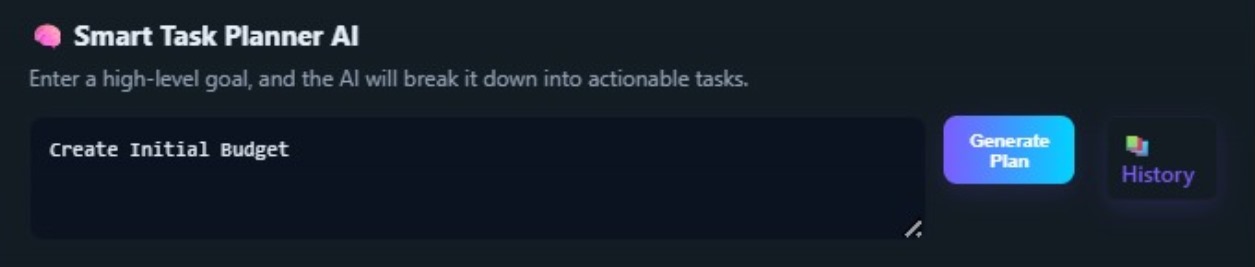 🧠 Smart Task Planner AI
Enter a high-level goal, and the AI will break it down into actionable tasks.
Create Initial Budget
Generate
Plan
History